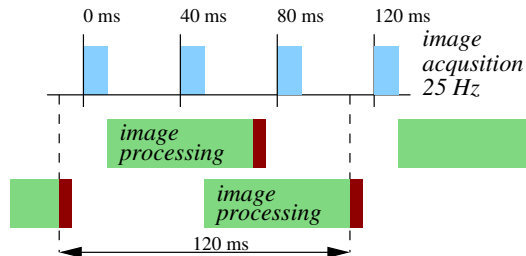 0 ms 40 ms 80 ms 120 ms
image
acqusition
25 Hz
image
processing
image
processing
120 ms